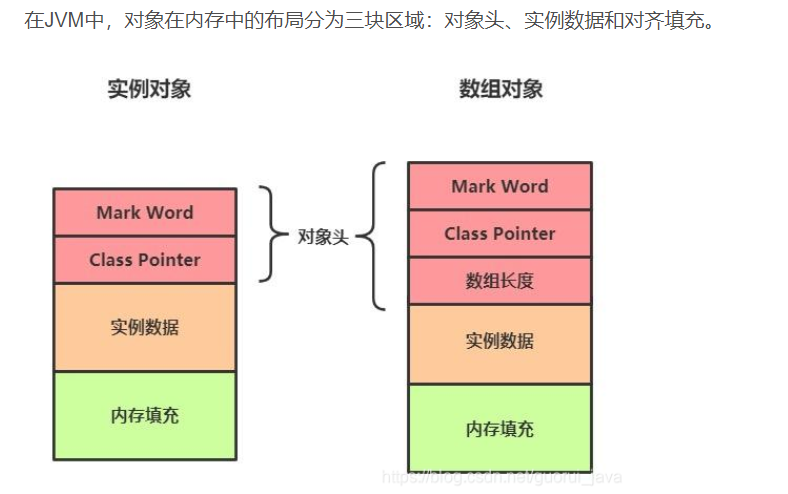 在JVM中，对象在内存中的布局分为三块区域：对象头、实例数据和对齐填充。
实例对象
数组对象
Mark Word
Class Pointer
实例数据
内存填充
对象头
Mark Word
Class Pointer
数组长度
实例数据
内存填充
https://blog.csdn.net/guorui_java